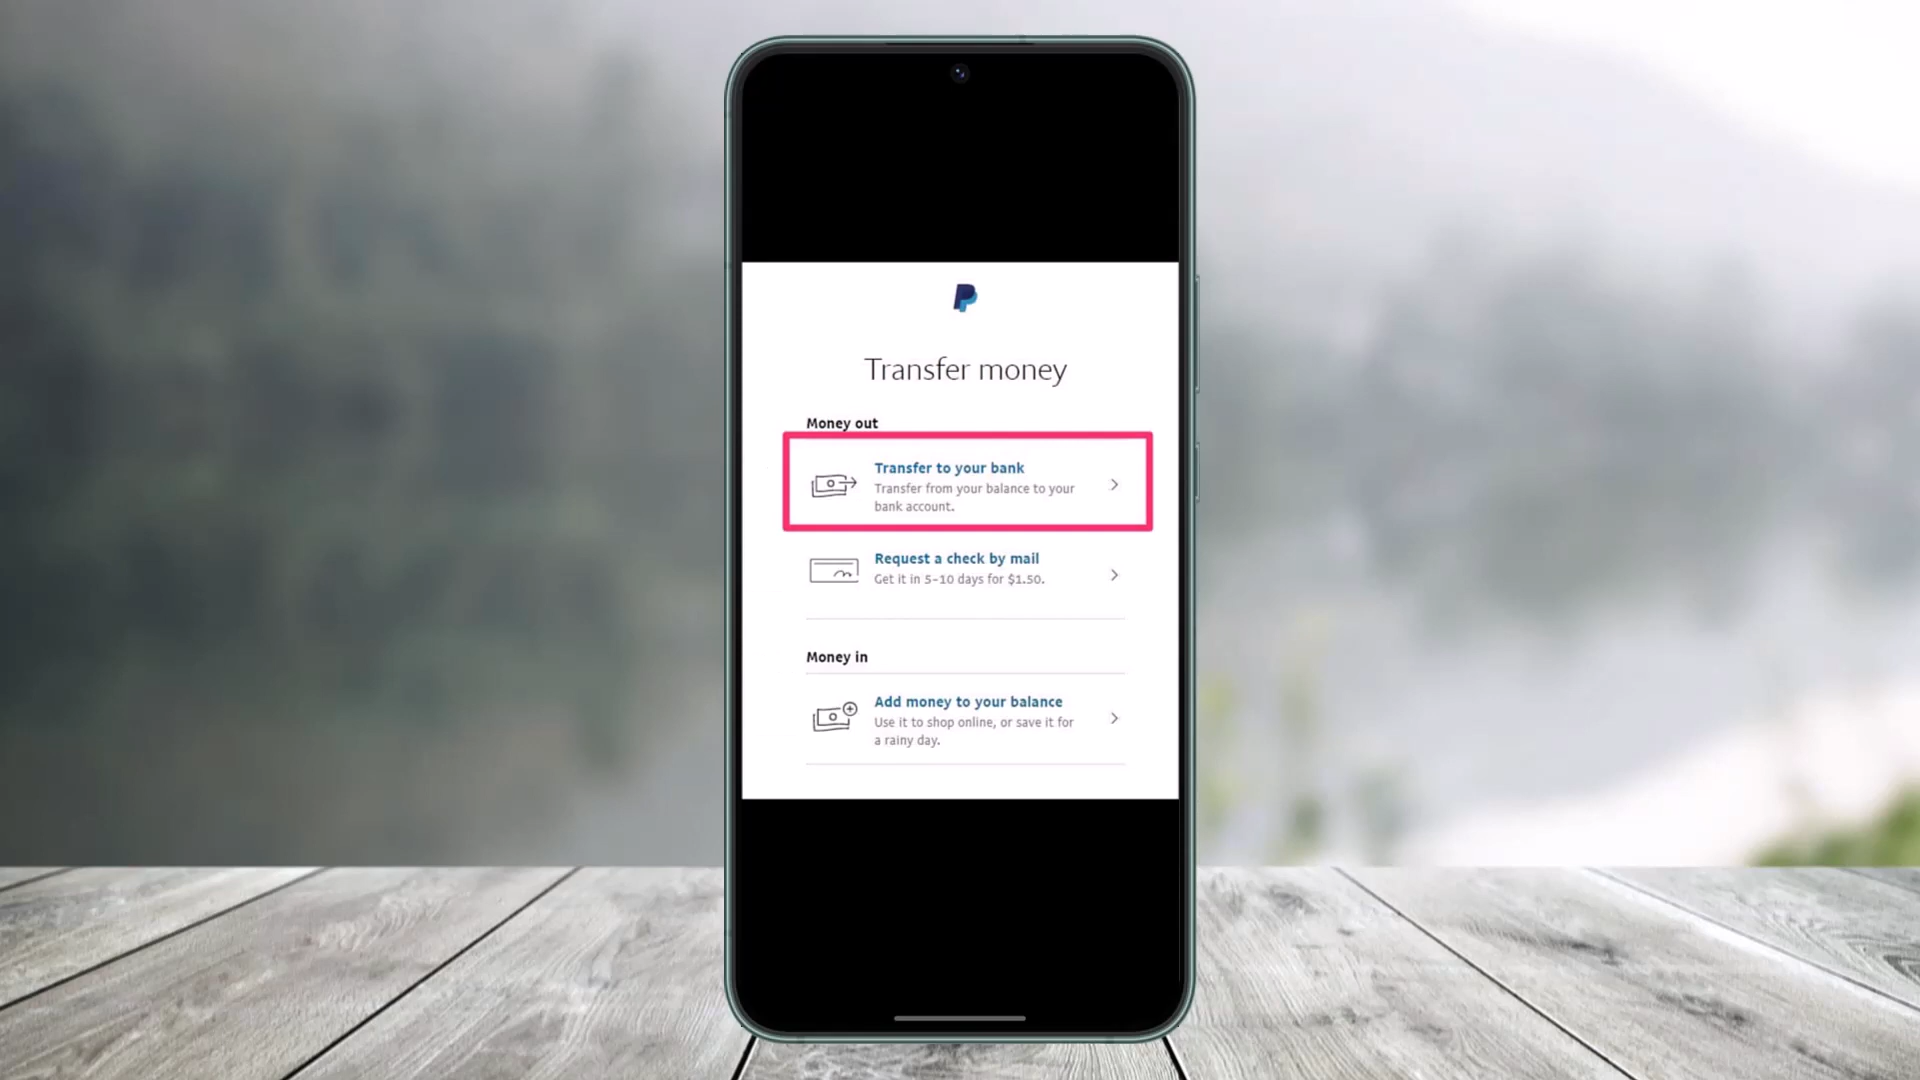 Transfer money
Money out
Transfer to your bank
Transfer from your balance to your
bank account.
Request a check by mail
Get it in 5-10 days for $1.50.
Money in
Add money to your balance
Use it to shop online, or save it for
a rainy day.